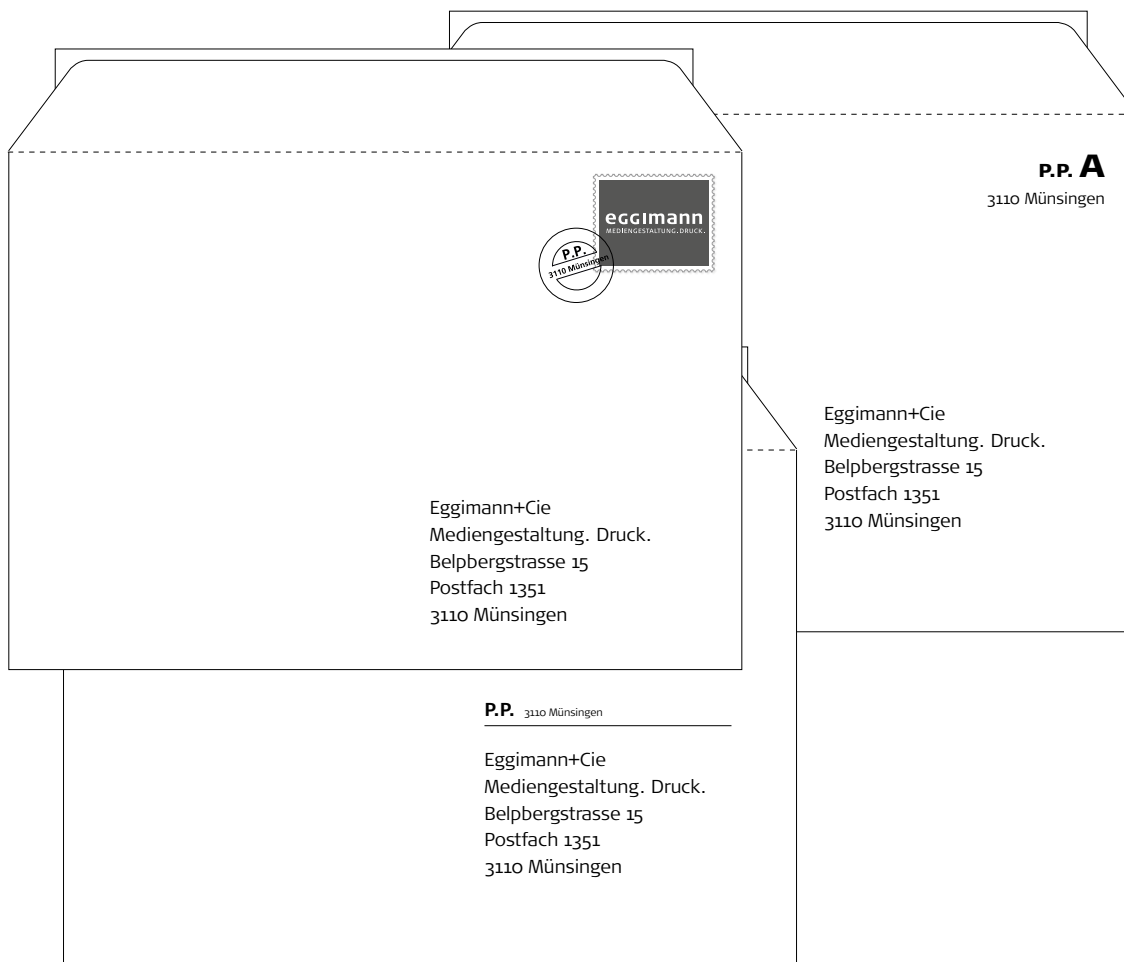 P.P. A
3110 Münsingen
eggimann
MEDIENGESTALTUNG.DRUCK.
P.P.
3110 Münsingen
Eggimann+Cie
Mediengestaltung. Druck.
Belpbergstrasse 15
Postfach 1351
3110 Münsingen
Eggimann+Cie
Mediengestaltung. Druck.
Belpbergstrasse 15
Postfach 1351
3110 Münsingen
P.P. 3110 Münsingen
Eggimann+Cie
Mediengestaltung. Druck.
Belpbergstrasse 15
Postfach 1351
3110 Münsingen